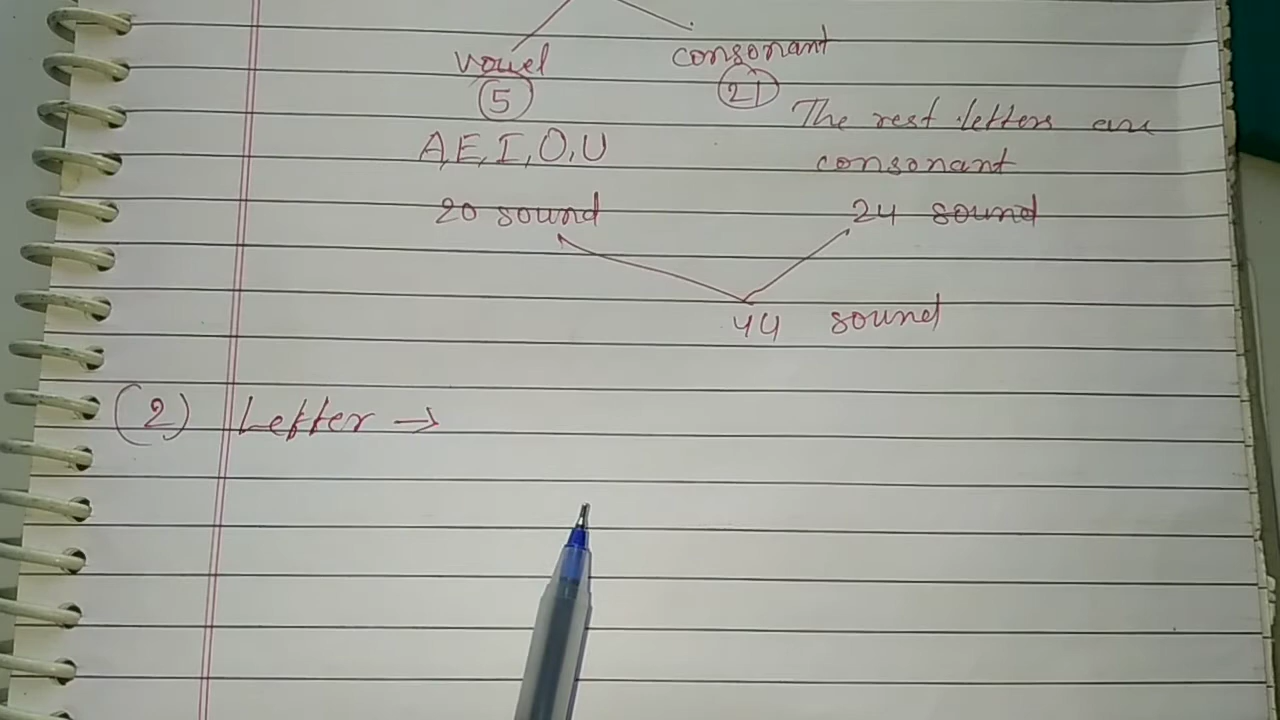 vowel consonant
5 21
The rest letters are
A, E, I, O, U consonant
20 sound 24 sound
44 sound
(2) Letter →